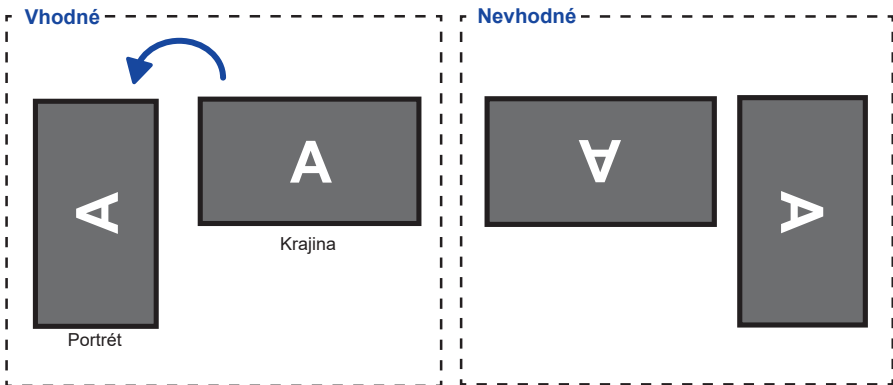 Vhodné
A
A
Krajina
Portrét
Nevhodné
A
A